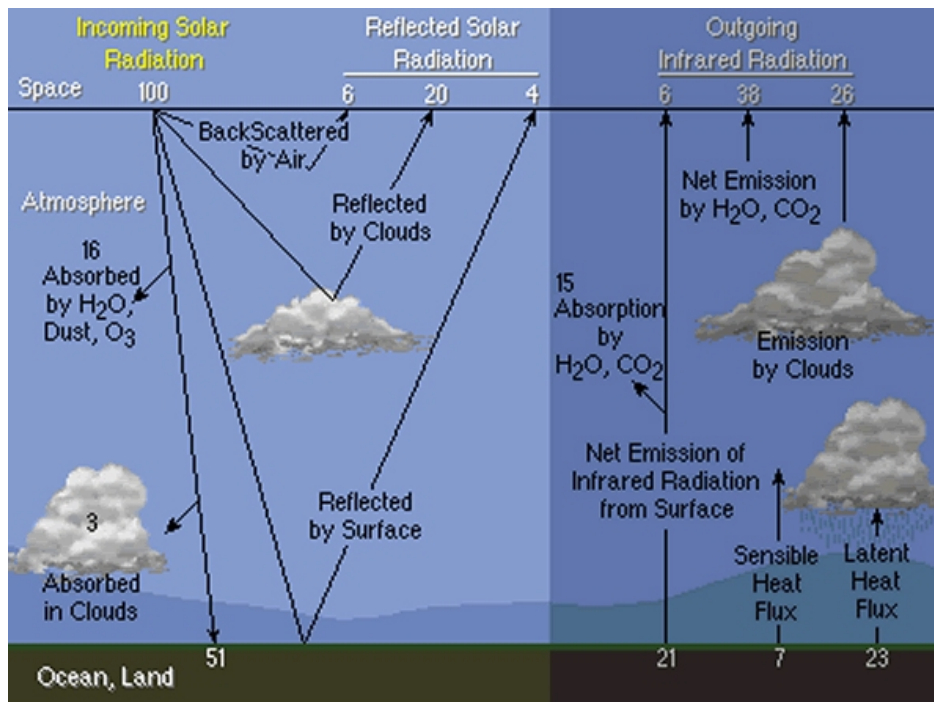 Incoming Solar
Radiation
Reflected Solar
Radiation
Outgoing
Infrared Radiation
Space
100
6
20
4
6
38
26
BackScattered
by Air
Atmosphere
Reflected
by Clouds
Net Emission
by H₂O, CO₂
16
Absorbed
by H₂O,
Dust, O₃
15
Absorption
by
H₂O, CO₂
Emission
by Clouds
Net Emission of
Infrared Radiation
from Surface
Reflected
by Surface
3
Absorbed
in Clouds
Sensible
Heat
Flux
Latent
Heat
Flux
51
21
7
23
Ocean, Land